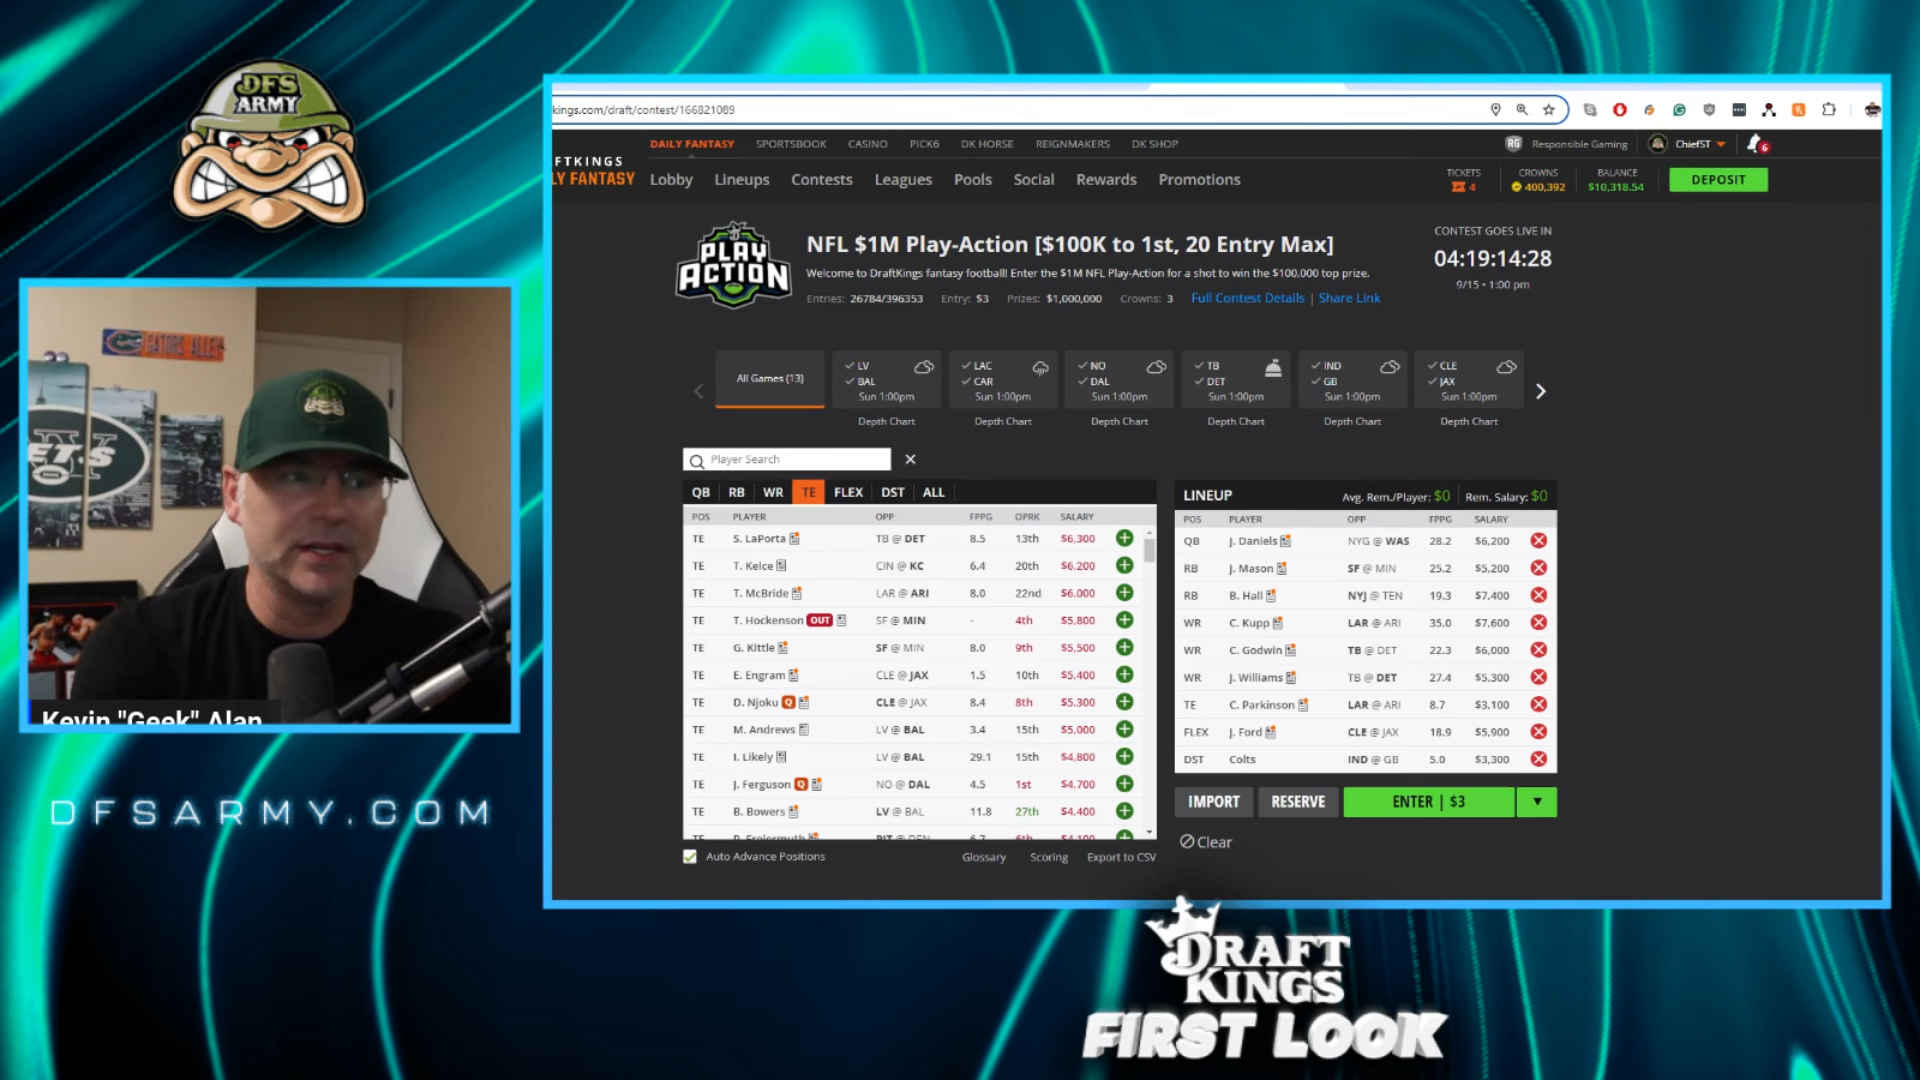 DFS
ARMY
GATORS ALLEY
JETS
Kevin "Geek" Alan
DFSARMY.COM
kings.com/draft/contest/166821089
FTKINGS
LY FANTASY
DAILY FANTASY SPORTSBOOK CASINO PICK6 DK HORSE REIGNMAKERS DK SHOP
RG Responsible Gaming ChiefST 6
Lobby Lineups Contests Leagues Pools Social Rewards Promotions
TICKETS 4
CROWNS 400,392
BALANCE $10,318.54
DEPOSIT
PLAY
ACTION
NFL $1M Play-Action [$100K to 1st, 20 Entry Max]
Welcome to DraftKings fantasy football! Enter the $1M NFL Play-Action for a shot to win the $100,000 top prize.
Entries: 26784/396353 Entry: $3 Prizes: $1,000,000 Crowns: 3 Full Contest Details | Share Link
CONTEST GOES LIVE IN
04:19:14:28
9/15 • 1:00 pm
All Games (13)
LV
BAL
Sun 1:00pm
Depth Chart
LAC
CAR
Sun 1:00pm
Depth Chart
NO
DAL
Sun 1:00pm
Depth Chart
TB
DET
Sun 1:00pm
Depth Chart
IND
GB
Sun 1:00pm
Depth Chart
CLE
JAX
Sun 1:00pm
Depth Chart
Player Search
QB RB WR TE FLEX DST ALL
POS PLAYER OPP FPPG OPRK SALARY
TE S. LaPorta TB @ DET 8.5 13th $6,300
TE T. Kelce CIN @ KC 6.4 20th $6,200
TE T. McBride LAR @ ARI 8.0 22nd $6,000
TE T. Hockenson OUT SF @ MIN - 4th $5,800
TE G. Kittle SF @ MIN 8.0 9th $5,500
TE E. Engram CLE @ JAX 1.5 10th $5,400
TE D. Njoku Q CLE @ JAX 8.4 8th $5,300
TE M. Andrews LV @ BAL 3.4 15th $5,000
TE I. Likely LV @ BAL 29.1 15th $4,800
TE J. Ferguson Q NO @ DAL 4.5 1st $4,700
TE B. Bowers LV @ BAL 11.8 27th $4,400
TE P. Freiermuth PIT @ DEN 6.7 6th $4,100
Auto Advance Positions Glossary Scoring Export to CSV
LINEUP Avg. Rem./Player: $0 Rem. Salary: $0
POS PLAYER OPP FPPG SALARY
QB J. Daniels NYG @ WAS 28.2 $6,200
RB J. Mason SF @ MIN 25.2 $5,200
RB B. Hall NYJ @ TEN 19.3 $7,400
WR C. Kupp LAR @ ARI 35.0 $7,600
WR C. Godwin TB @ DET 22.3 $6,000
WR J. Williams TB @ DET 27.4 $5,300
TE C. Parkinson LAR @ ARI 8.7 $3,100
FLEX J. Ford CLE @ JAX 18.9 $5,900
DST Colts IND @ GB 5.0 $3,300
IMPORT RESERVE ENTER | $3
Clear
DRAFT
KINGS
FIRST LOOK